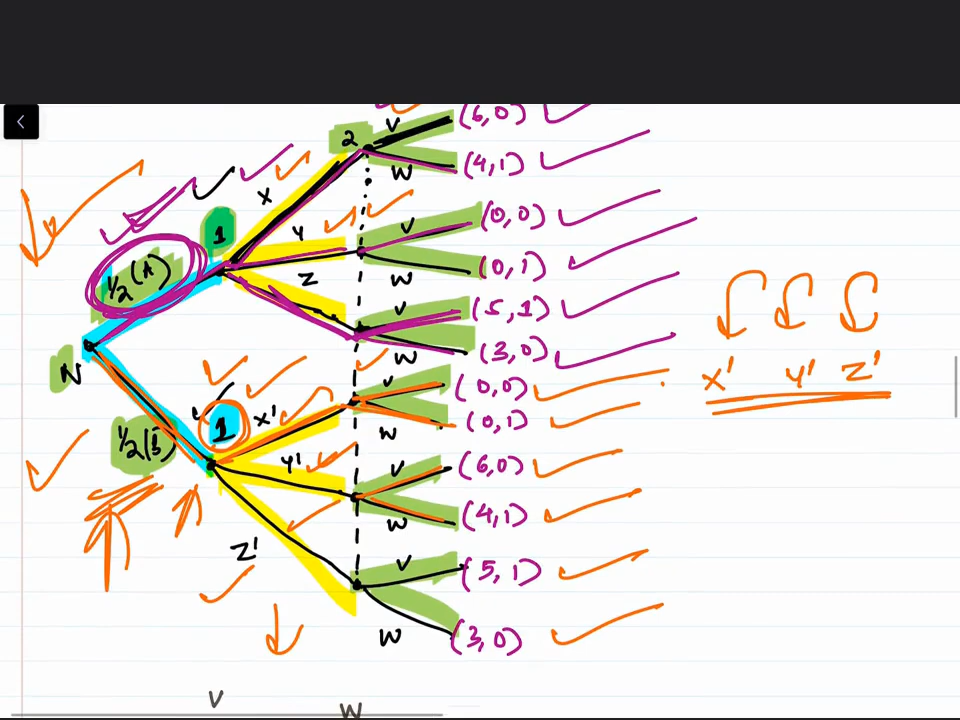 V (6,0)
2
W (4,1)
X
V (0,0)
1 Y
½(A) Z W (0,1)
V (5,1)
W (3,0)
N
V (0,0)
X' Y' Z'
1 X' W (0,1)
½(B) Y' V (6,0)
W (4,1)
Z' V (5,1)
W (3,0)
V W